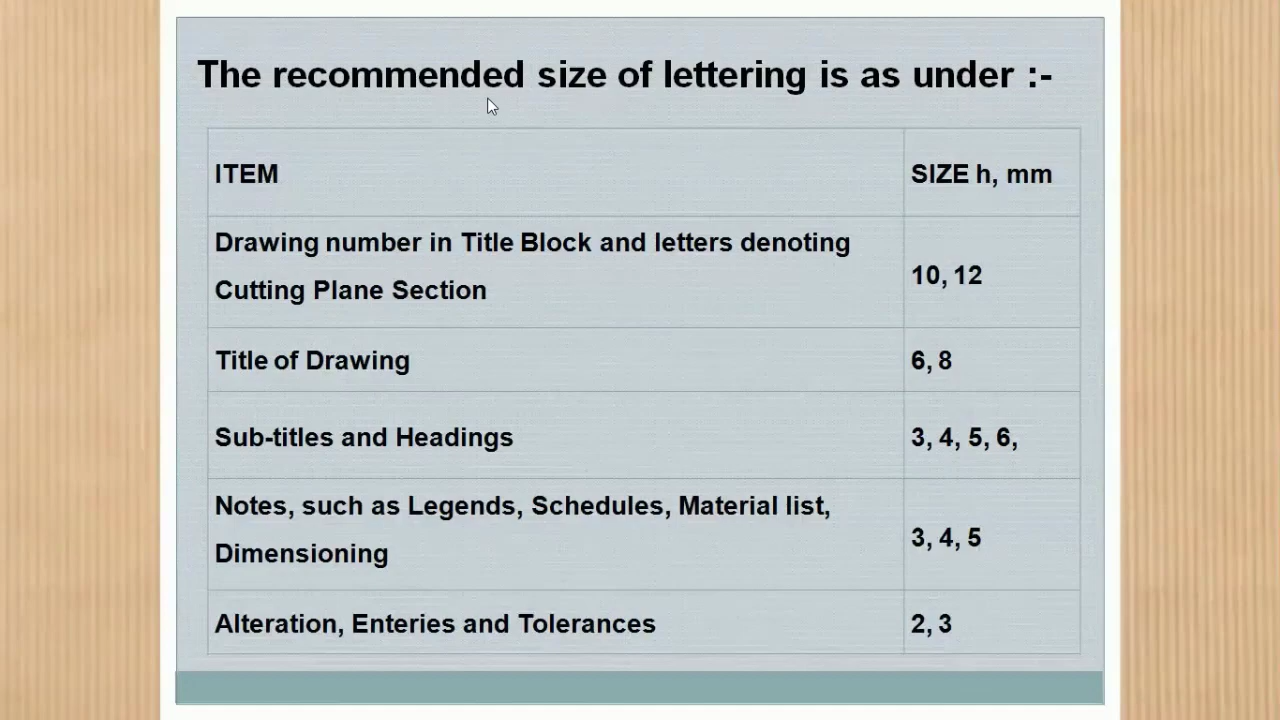 The recommended size of lettering is as under :-
ITEM
SIZE h, mm
Drawing number in Title Block and letters denoting
Cutting Plane Section
10, 12
Title of Drawing
6, 8
Sub-titles and Headings
3, 4, 5, 6,
Notes, such as Legends, Schedules, Material list,
Dimensioning
3, 4, 5
Alteration, Enteries and Tolerances
2, 3